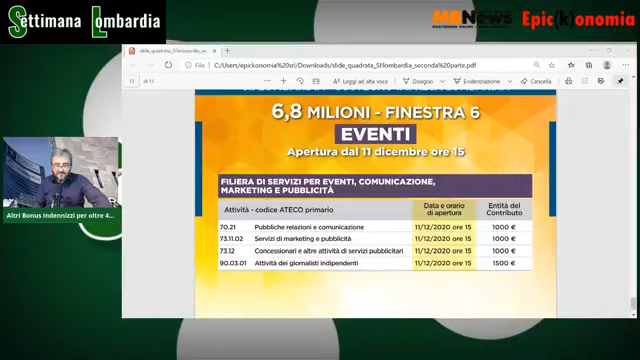 Settimana Lombardia
MBNews
Epic(k)onomia
slide_quadrata_SIlombardia_seconda
File
C:/Users/epickonomia%20srl/Downloads/slide_quadrata_SIlombardia_seconda%20parte.pdf
di 15
Leggi ad alta voce
Disegno
Evidenziazione
Cancella
6,8 MILIONI - FINESTRA 6
EVENTI
Apertura dal 11 dicembre ore 15
FILIERA DI SERVIZI PER EVENTI, COMUNICAZIONE,
MARKETING E PUBBLICITÀ
Attività - codice ATECO primario
Data e orario
di apertura
Entità del
Contributo
70.21 Pubbliche relazioni e comunicazione 11/12/2020 ore 15 1000 €
73.11.02 Servizi di marketing e pubblicità 11/12/2020 ore 15 1000 €
73.12 Concessionari e altre attività di servizi pubblicitari 11/12/2020 ore 15 1000 €
90.03.01 Attività dei giornalisti indipendenti 11/12/2020 ore 15 1500 €
Altri Bonus Indennizzi per oltre 4...